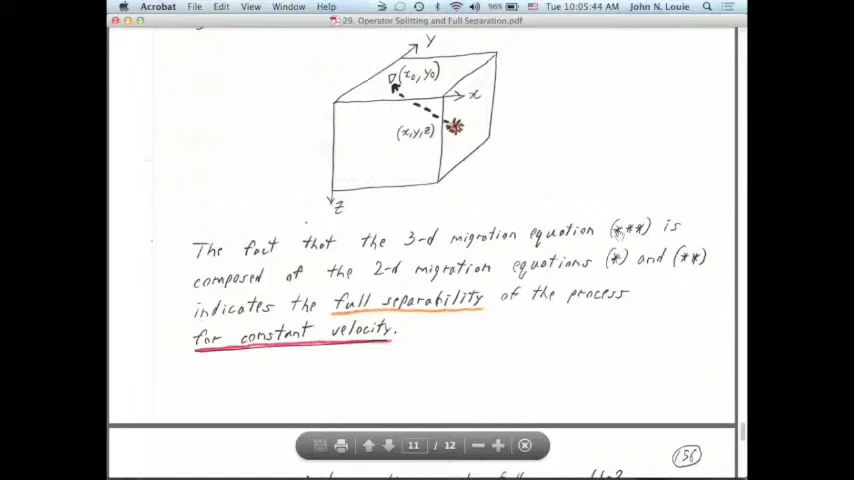 Acrobat File Edit View Window Help 96% Tue 10:05:44 AM John N. Louie
29. Operator Splitting and Full Separation.pdf
Y
(x0, y0)
x
(x,y,z)
z
The fact that the 3-d migration equation (***) is
composed of the 2-d migration equations (*) and (**)
indicates the full separability of the process
for constant velocity.
11 / 12
156